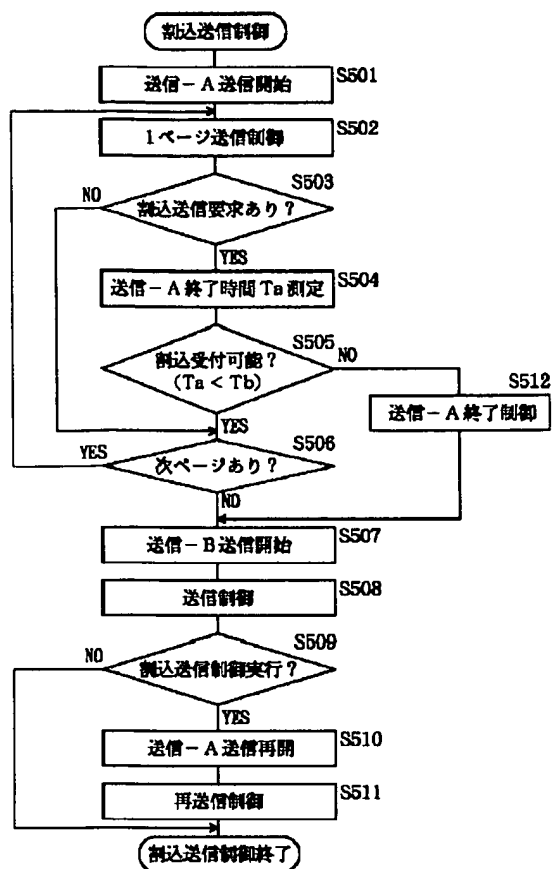 割込送信制御
送信-A送信開始
S501
1ページ送信制御
S502
S503
NO
割込送信要求あり?
YES
送信-A終了時間Ta測定
S504
S505
割込受付可能?
(Ta < Tb)
NO
S512
送信-A終了制御
YES
S506
YES
次ページあり?
NO
送信-B送信開始
S507
送信制御
S508
S509
NO
割込送信制御実行?
YES
送信-A送信再開
S510
再送信制御
S511
割込送信制御終了